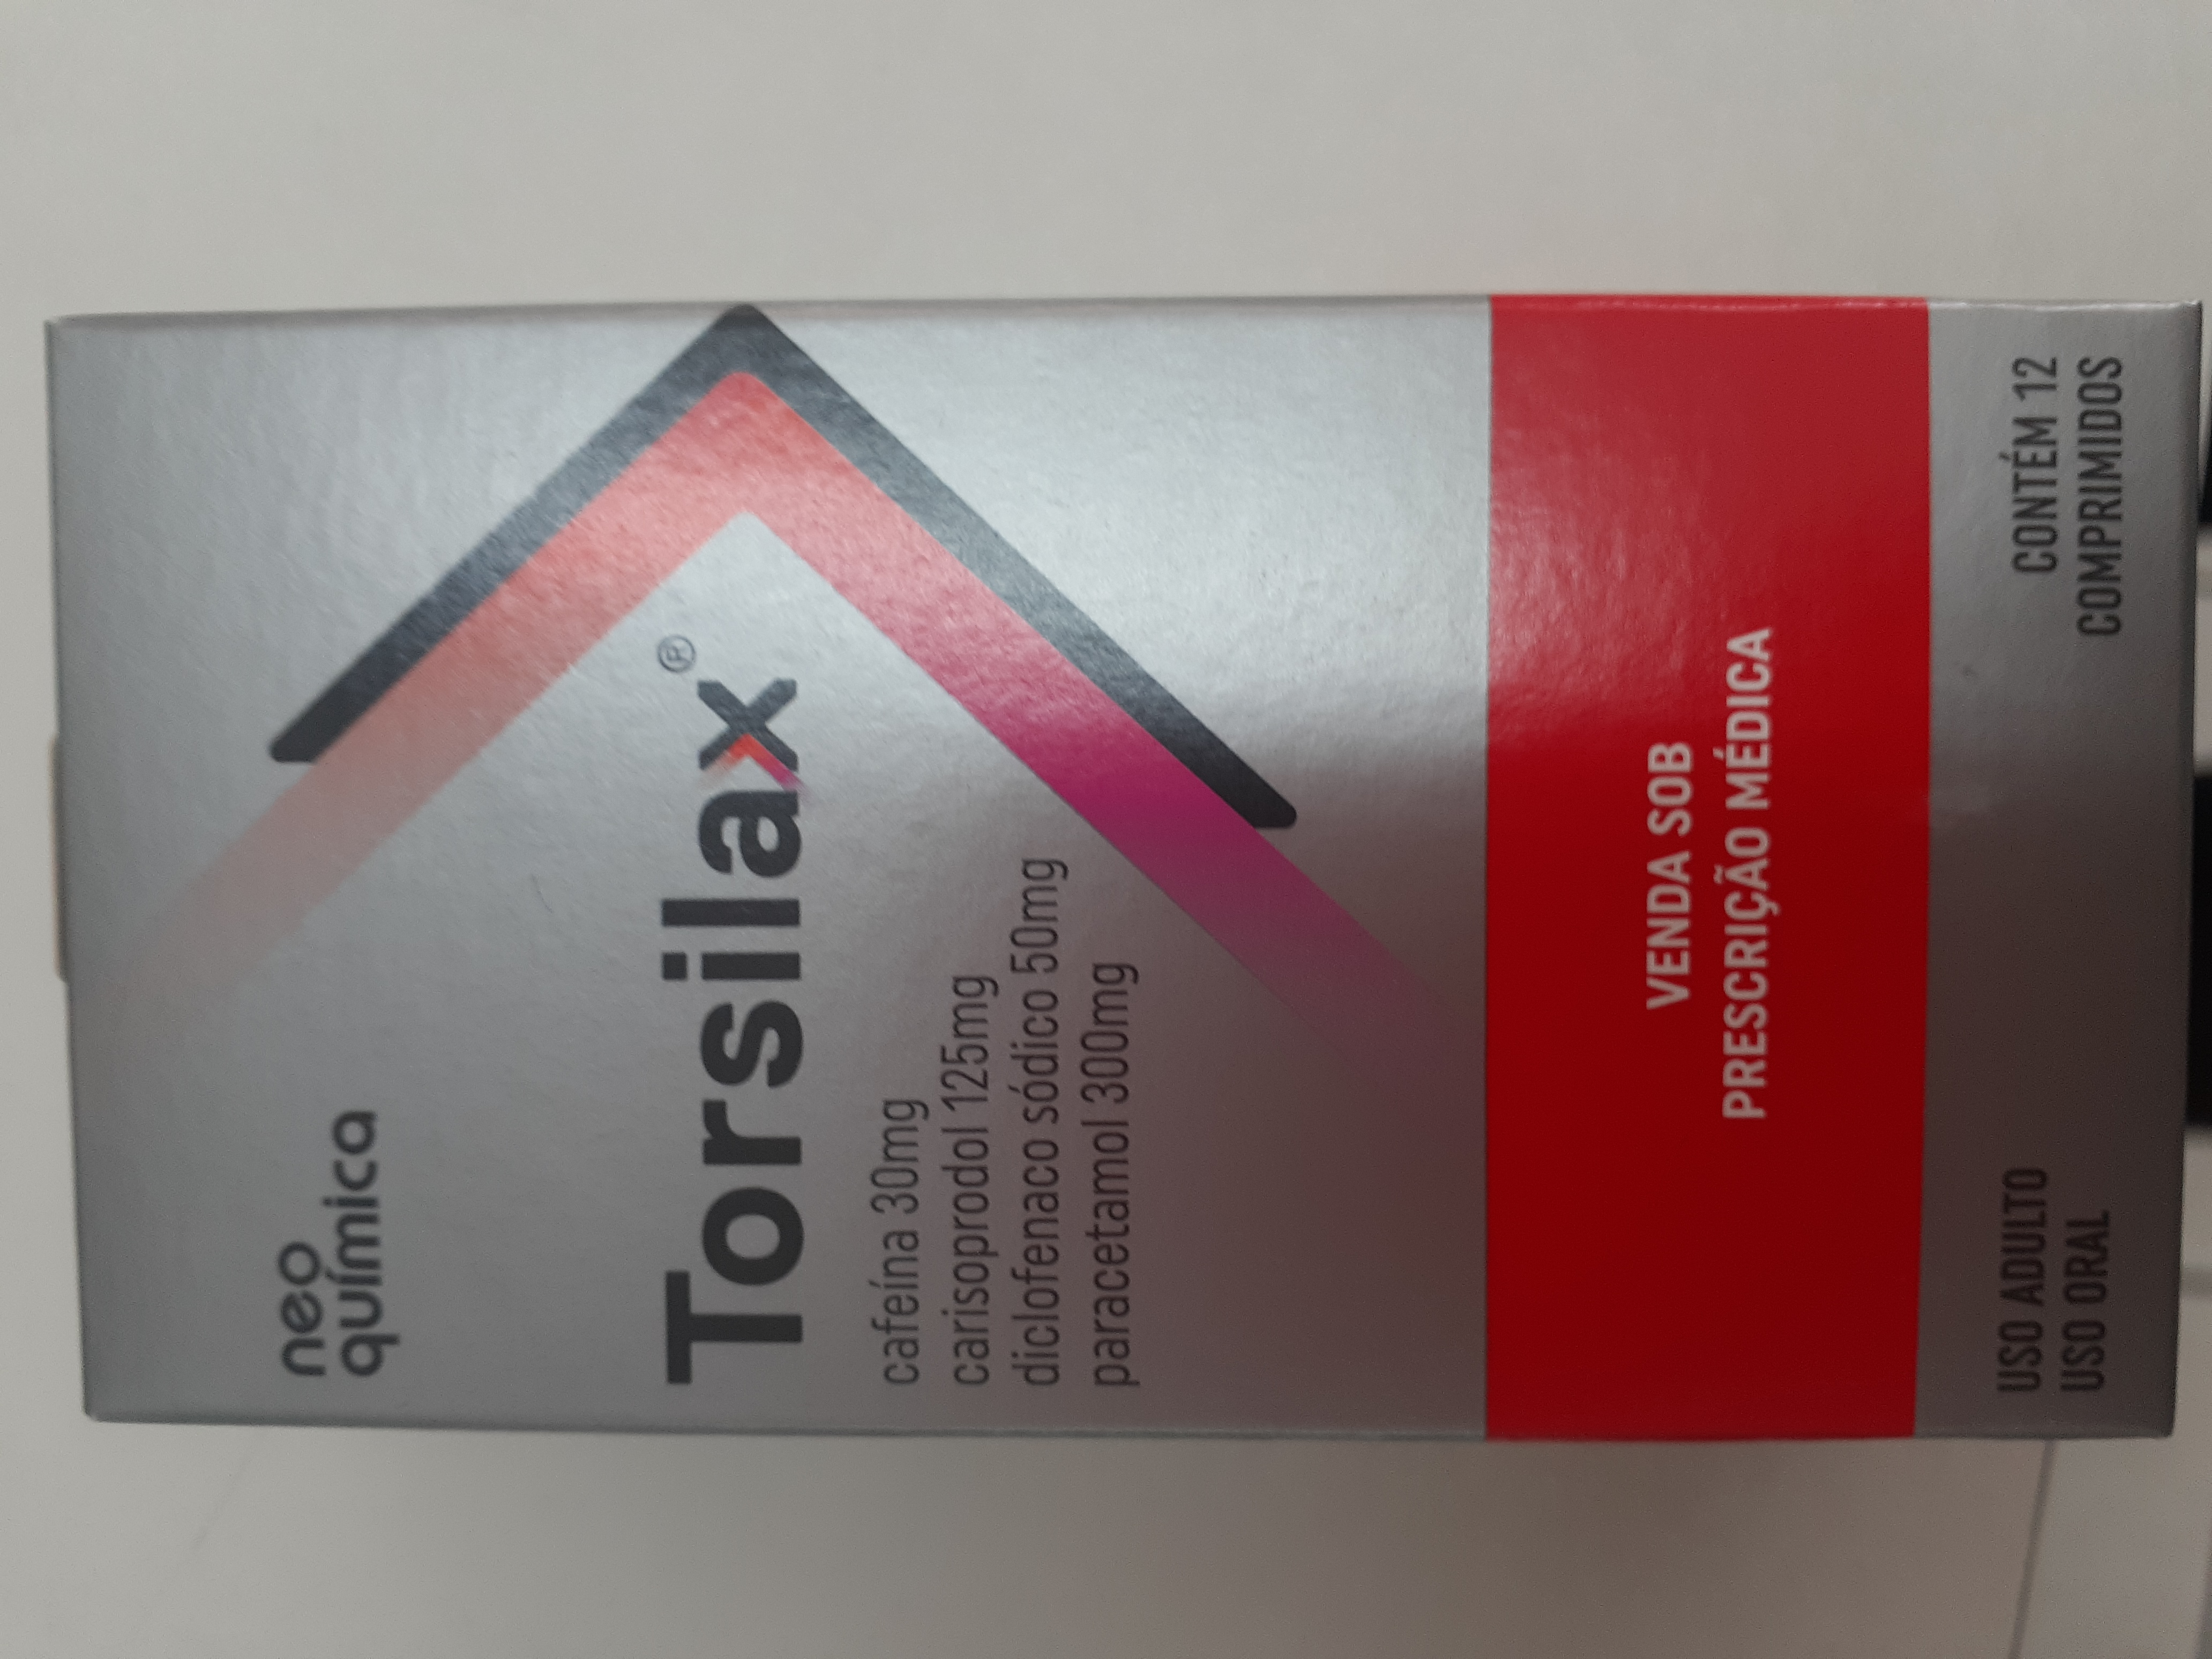 neo
química
Torsilax®
cafeína 30mg
carisoprodol 125mg
diclofenaco sódico 50mg
paracetamol 300mg
VENDA SOB
PRESCRIÇÃO MÉDICA
USO ADULTO
USO ORAL
CONTÉM 12
COMPRIMIDOS